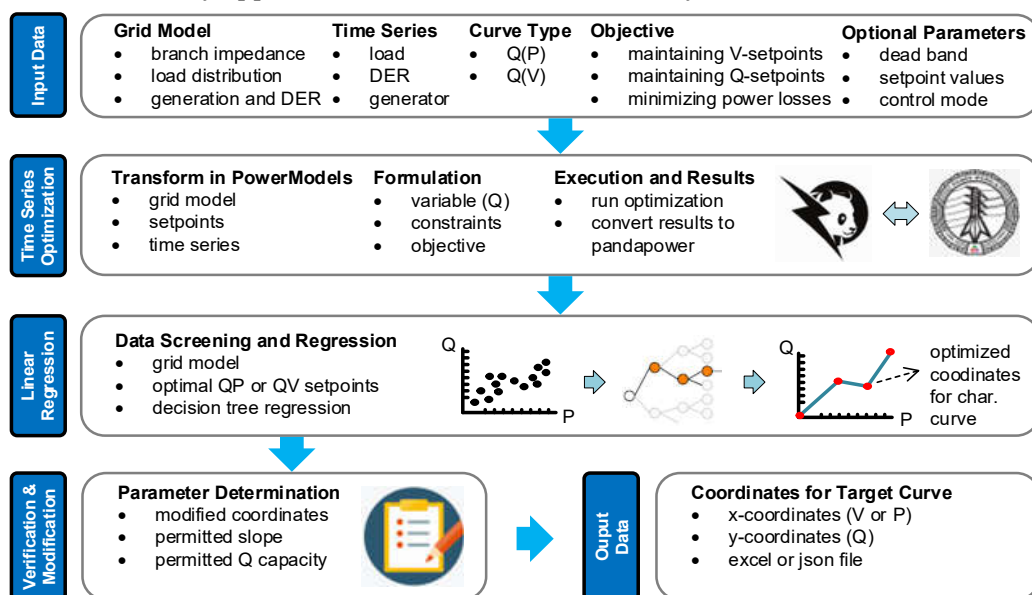 Input Data
Grid Model
• branch impedance
• load distribution
• generation and DER
Time Series
• load
• DER
• generator
Curve Type
• Q(P)
• Q(V)
Objective
• maintaining V-setpoints
• maintaining Q-setpoints
• minimizing power losses
Optional Parameters
• dead band
• setpoint values
• control mode
Time Series
Optimization
Transform in PowerModels
• grid model
• setpoints
• time series
Formulation
• variable (Q)
• constraints
• objective
Execution and Results
• run optimization
• convert results to
pandapower
Linear
Regression
Data Screening and Regression
• grid model
• optimal QP or QV setpoints
• decision tree regression
Q
P
Q
P
optimized
coodinates
for char.
curve
Verification &
Modification
Parameter Determination
• modified coordinates
• permitted slope
• permitted Q capacity
Ouput
Data
Coordinates for Target Curve
• x-coordinates (V or P)
• y-coordinates (Q)
• excel or json file